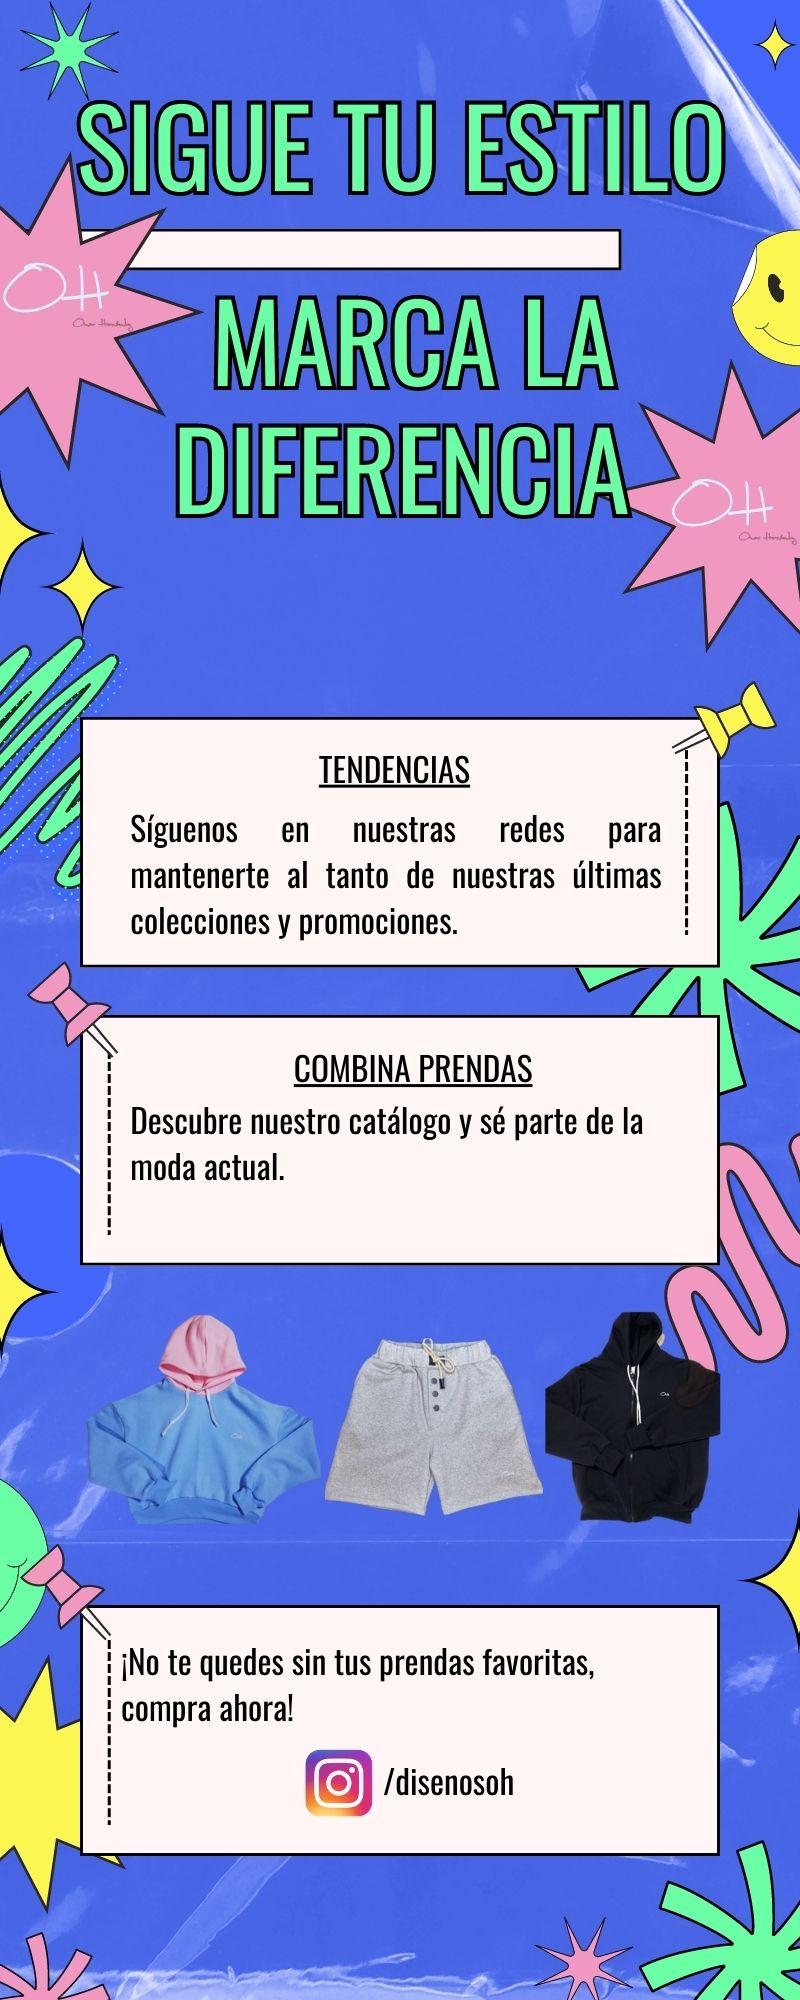 SIGUE TU ESTILO
OH
MARCA LA
DIFERENCIA
OH
TENDENCIAS
Síguenos en nuestras redes para
mantenerte al tanto de nuestras últimas
colecciones y promociones.
COMBINA PRENDAS
Descubre nuestro catálogo y sé parte de la
moda actual.
¡No te quedes sin tus prendas favoritas,
compra ahora!
/disenosoh